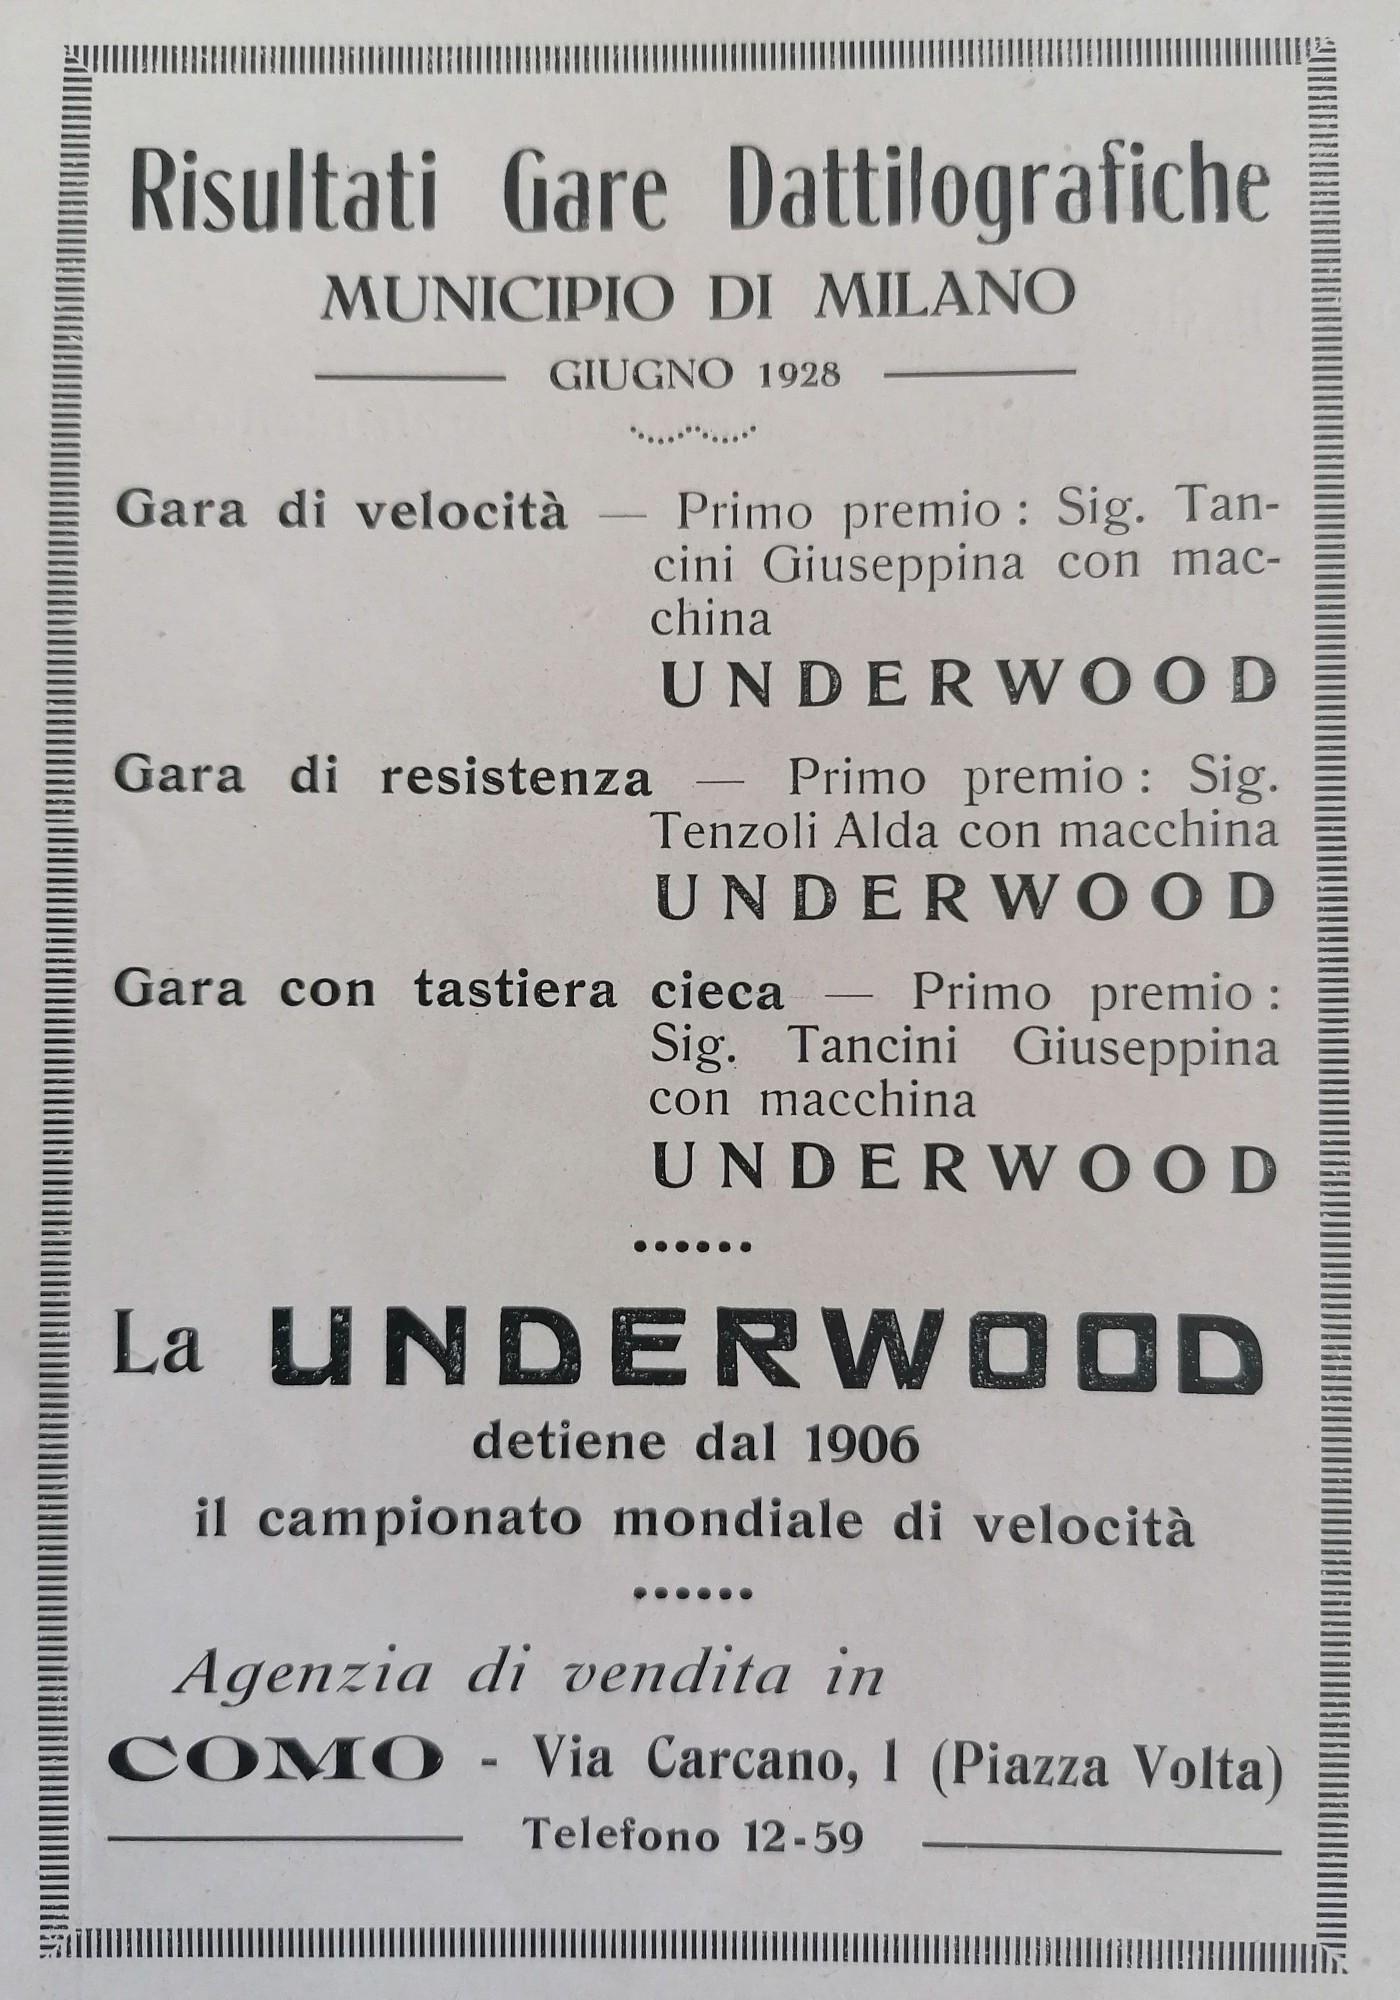 Risultati Gare Dattilografiche
MUNICIPIO DI MILANO
GIUGNO 1928
Gara di velocità — Primo premio : Sig. Tan-
cini Giuseppina con mac-
china
UNDERWOOD
Gara di resistenza — Primo premio : Sig.
Tenzoli Alda con macchina
UNDERWOOD
Gara con tastiera cieca — Primo premio :
Sig. Tancini Giuseppina
con macchina
UNDERWOOD
La UNDERWOOD
detiene dal 1906
il campionato mondiale di velocità
Agenzia di vendita in
COMO - Via Carcano, 1 (Piazza Volta)
Telefono 12-59